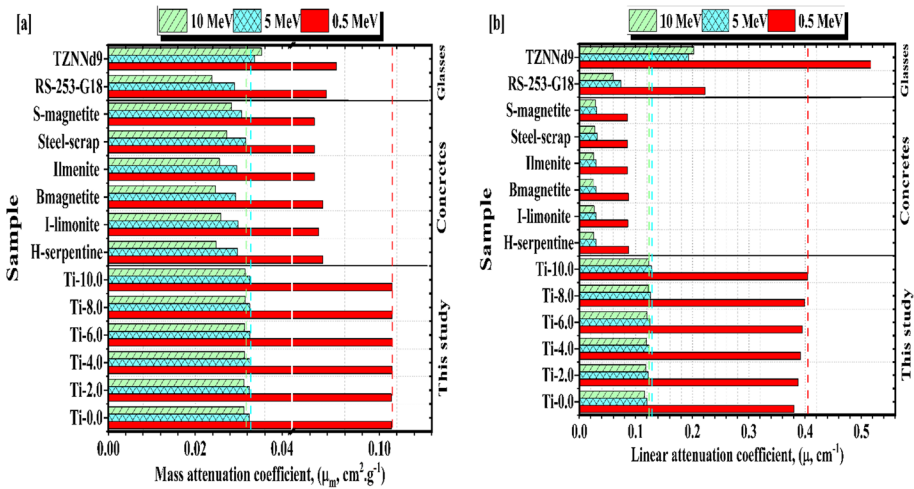 [a]
10 MeV 5 MeV 0.5 MeV
TZNNd9
RS-253-G18
S-magnetite
Steel-scrap
Ilmenite
Bmagnetite
I-limonite
H-serpentine
Ti-10.0
Ti-8.0
Ti-6.0
Ti-4.0
Ti-2.0
Ti-0.0
Sample
Glasses
Concretes
This study
0.00 0.02 0.04 0.10
Mass attenuation coefficient, (μm, cm2.g-1)
[b]
10 MeV 5 MeV 0.5 MeV
TZNNd9
RS-253-G18
S-magnetite
Steel-scrap
Ilmenite
Bmagnetite
I-limonite
H-serpentine
Ti-10.0
Ti-8.0
Ti-6.0
Ti-4.0
Ti-2.0
Ti-0.0
Sample
Glasses
Concretes
This study
0.0 0.1 0.2 0.3 0.4 0.5
Linear attenuation coefficient, (μ, cm-1)